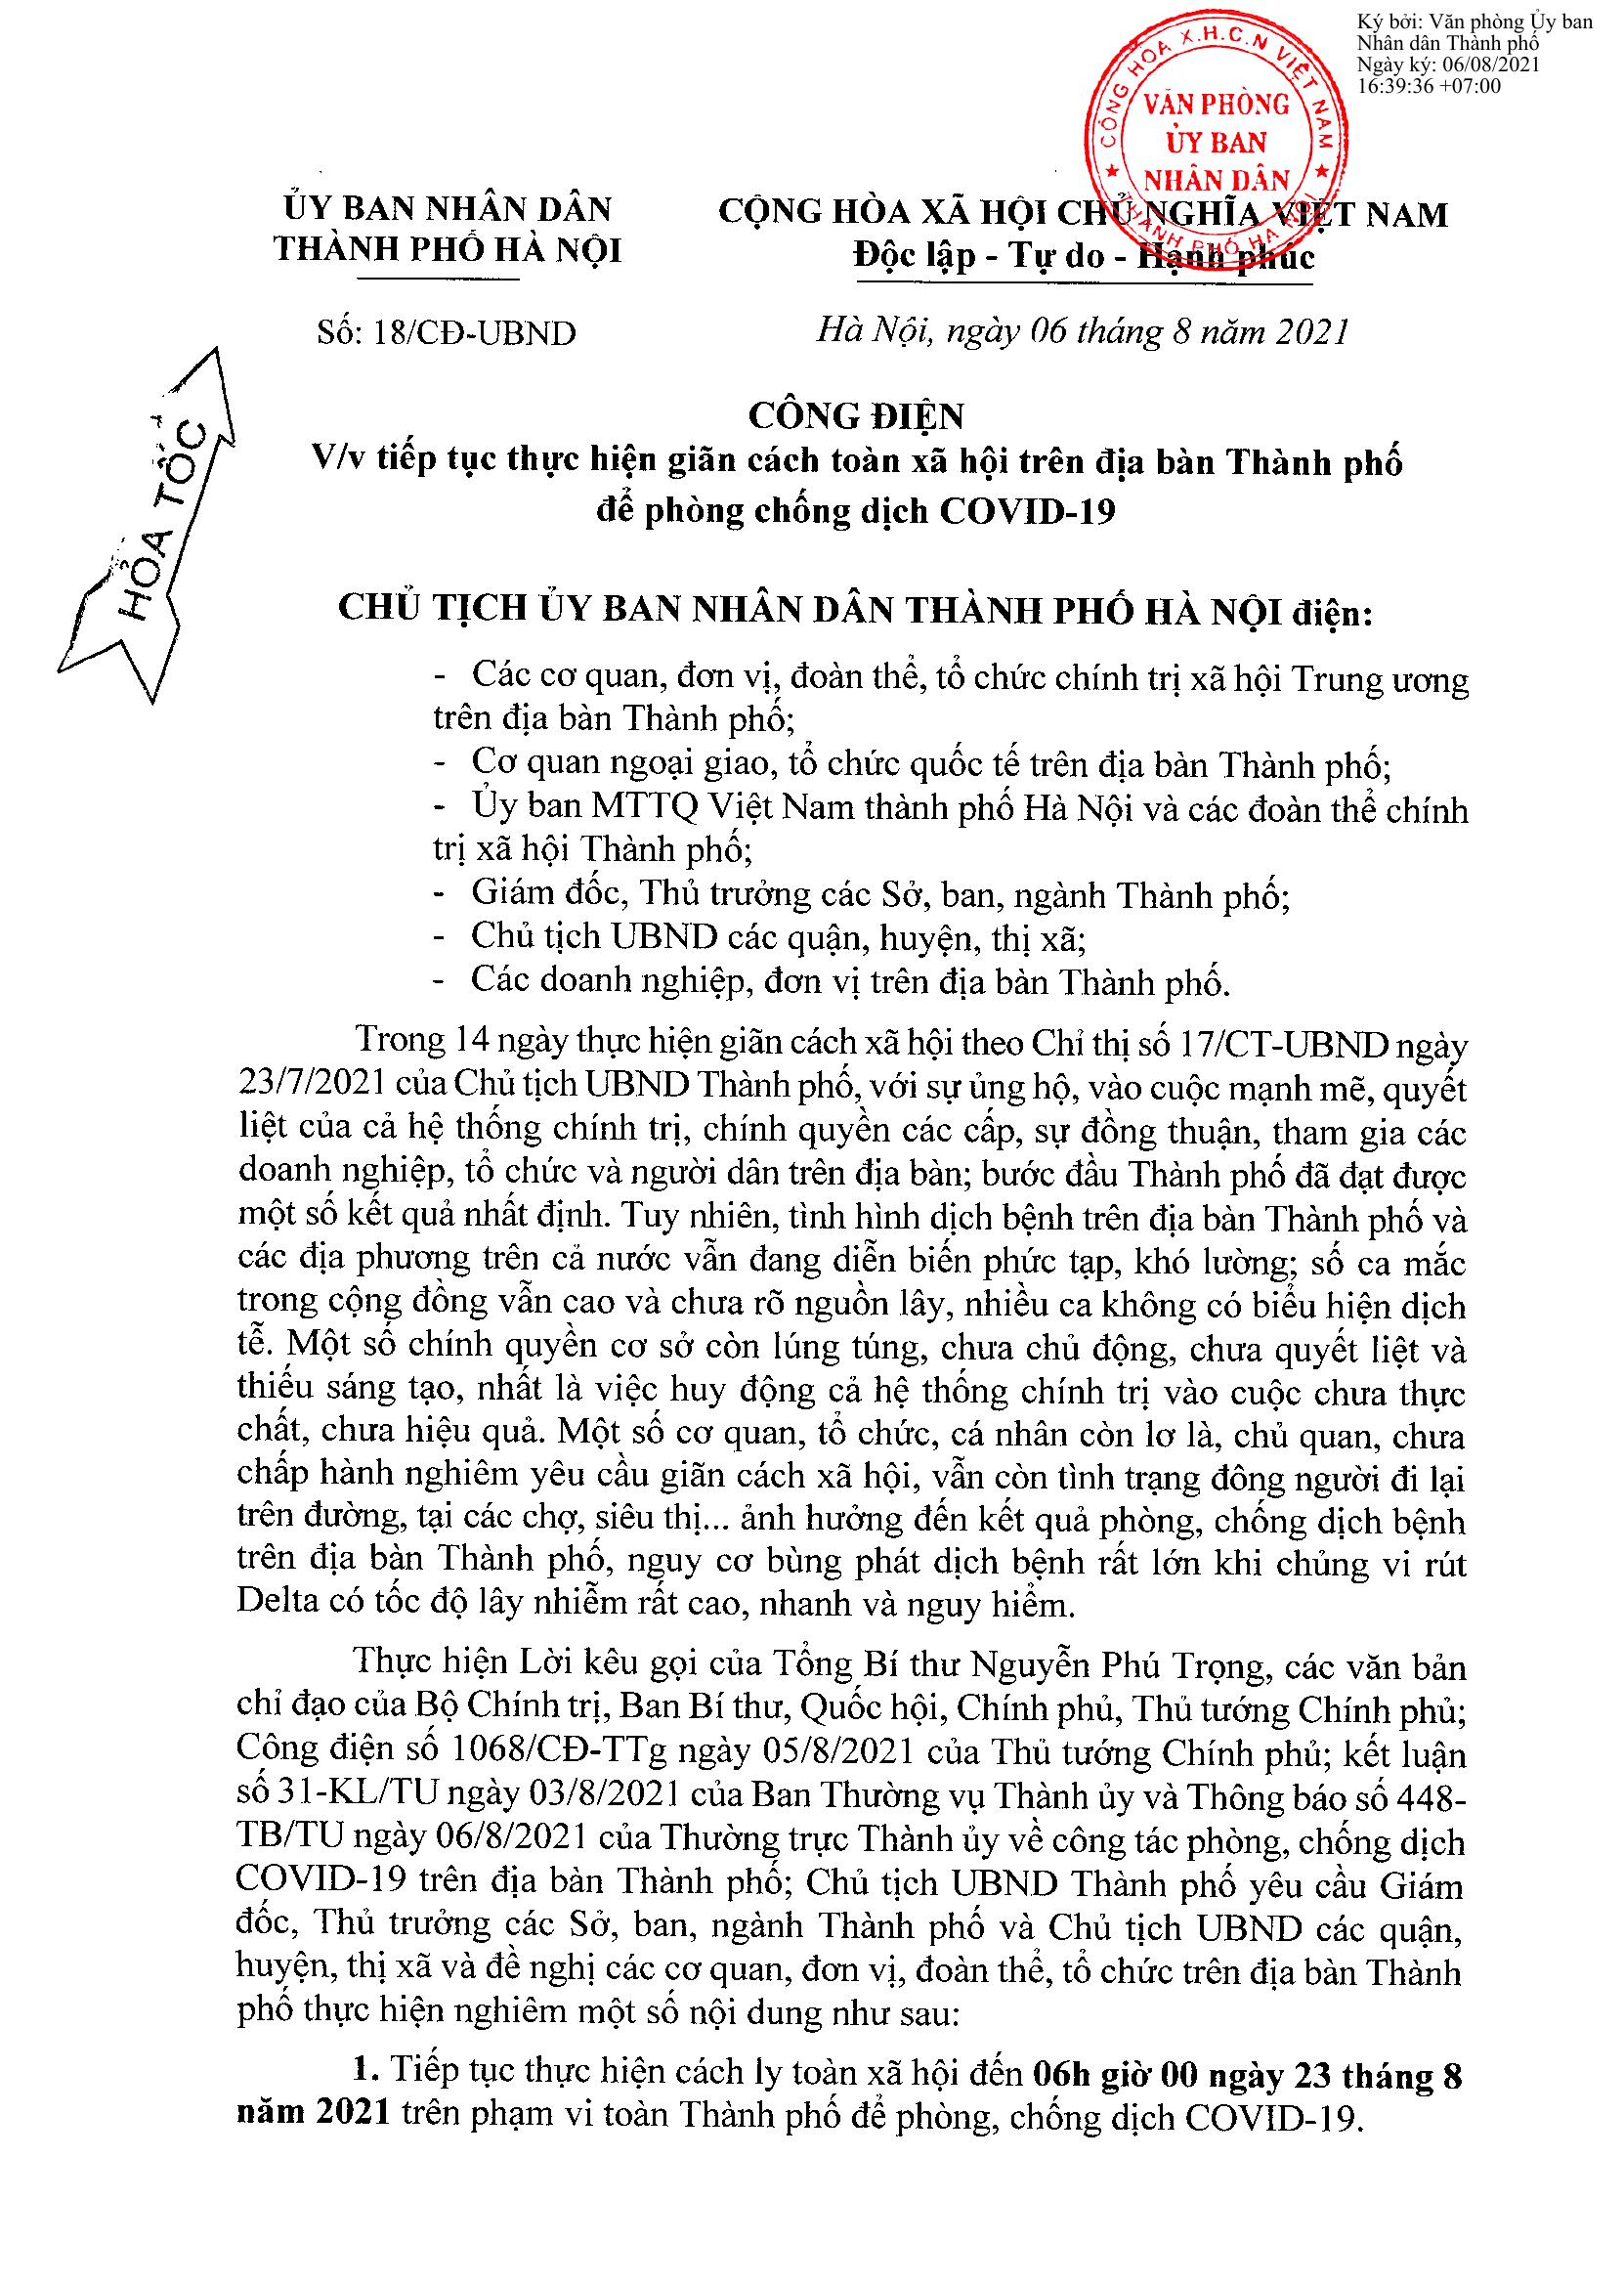 Ký bởi: Văn phòng Ủy ban
Nhân dân Thành phố
Ngày ký: 06/08/2021
16:39:36 +07:00
CỘNG HÒA X.H.C.N VIỆT NAM
VĂN PHÒNG
ỦY BAN
NHÂN DÂN
THÀNH PHỐ HÀ NỘI
ỦY BAN NHÂN DÂN
THÀNH PHỐ HÀ NỘI
CỘNG HÒA XÃ HỘI CHỦ NGHĨA VIỆT NAM
Độc lập - Tự do - Hạnh phúc
Số: 18/CĐ-UBND
Hà Nội, ngày 06 tháng 8 năm 2021
HỎA TỐC
CÔNG ĐIỆN
V/v tiếp tục thực hiện giãn cách toàn xã hội trên địa bàn Thành phố
để phòng chống dịch COVID-19
CHỦ TỊCH ỦY BAN NHÂN DÂN THÀNH PHỐ HÀ NỘI điện:
- Các cơ quan, đơn vị, đoàn thể, tổ chức chính trị xã hội Trung ương
trên địa bàn Thành phố;
- Cơ quan ngoại giao, tổ chức quốc tế trên địa bàn Thành phố;
- Ủy ban MTTQ Việt Nam thành phố Hà Nội và các đoàn thể chính
trị xã hội Thành phố;
- Giám đốc, Thủ trưởng các Sở, ban, ngành Thành phố;
- Chủ tịch UBND các quận, huyện, thị xã;
- Các doanh nghiệp, đơn vị trên địa bàn Thành phố.
Trong 14 ngày thực hiện giãn cách xã hội theo Chỉ thị số 17/CT-UBND ngày
23/7/2021 của Chủ tịch UBND Thành phố, với sự ủng hộ, vào cuộc mạnh mẽ, quyết
liệt của cả hệ thống chính trị, chính quyền các cấp, sự đồng thuận, tham gia các
doanh nghiệp, tổ chức và người dân trên địa bàn; bước đầu Thành phố đã đạt được
một số kết quả nhất định. Tuy nhiên, tình hình dịch bệnh trên địa bàn Thành phố và
các địa phương trên cả nước vẫn đang diễn biến phức tạp, khó lường; số ca mắc
trong cộng đồng vẫn cao và chưa rõ nguồn lây, nhiều ca không có biểu hiện dịch
tễ. Một số chính quyền cơ sở còn lúng túng, chưa chủ động, chưa quyết liệt và
thiếu sáng tạo, nhất là việc huy động cả hệ thống chính trị vào cuộc chưa thực
chất, chưa hiệu quả. Một số cơ quan, tổ chức, cá nhân còn lơ là, chủ quan, chưa
chấp hành nghiêm yêu cầu giãn cách xã hội, vẫn còn tình trạng đông người đi lại
trên đường, tại các chợ, siêu thị... ảnh hưởng đến kết quả phòng, chống dịch bệnh
trên địa bàn Thành phố, nguy cơ bùng phát dịch bệnh rất lớn khi chủng vi rút
Delta có tốc độ lây nhiễm rất cao, nhanh và nguy hiểm.
Thực hiện Lời kêu gọi của Tổng Bí thư Nguyễn Phú Trọng, các văn bản
chỉ đạo của Bộ Chính trị, Ban Bí thư, Quốc hội, Chính phủ, Thủ tướng Chính phủ;
Công điện số 1068/CĐ-TTg ngày 05/8/2021 của Thủ tướng Chính phủ; kết luận
số 31-KL/TU ngày 03/8/2021 của Ban Thường vụ Thành ủy và Thông báo số 448-
TB/TU ngày 06/8/2021 của Thường trực Thành ủy về công tác phòng, chống dịch
COVID-19 trên địa bàn Thành phố; Chủ tịch UBND Thành phố yêu cầu Giám
đốc, Thủ trưởng các Sở, ban, ngành Thành phố và Chủ tịch UBND các quận,
huyện, thị xã và đề nghị các cơ quan, đơn vị, đoàn thể, tổ chức trên địa bàn Thành
phố thực hiện nghiêm một số nội dung như sau:
1. Tiếp tục thực hiện cách ly toàn xã hội đến 06h giờ 00 ngày 23 tháng 8
năm 2021 trên phạm vi toàn Thành phố để phòng, chống dịch COVID-19.